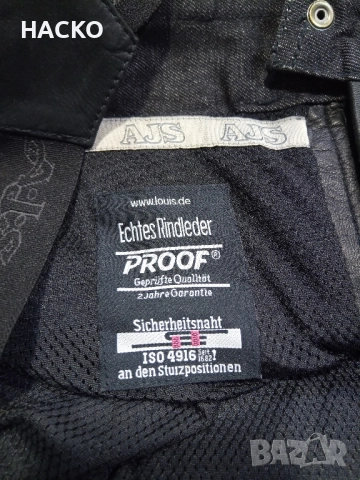 HACKO
AJS AJS
www.louis.de
Echtes Rindleder
PROOF®
Geprüfte Qualität
2 Jahre Garantie
Sicherheitsnaht
ISO 4916
an den Sturzpositionen
BAZAR